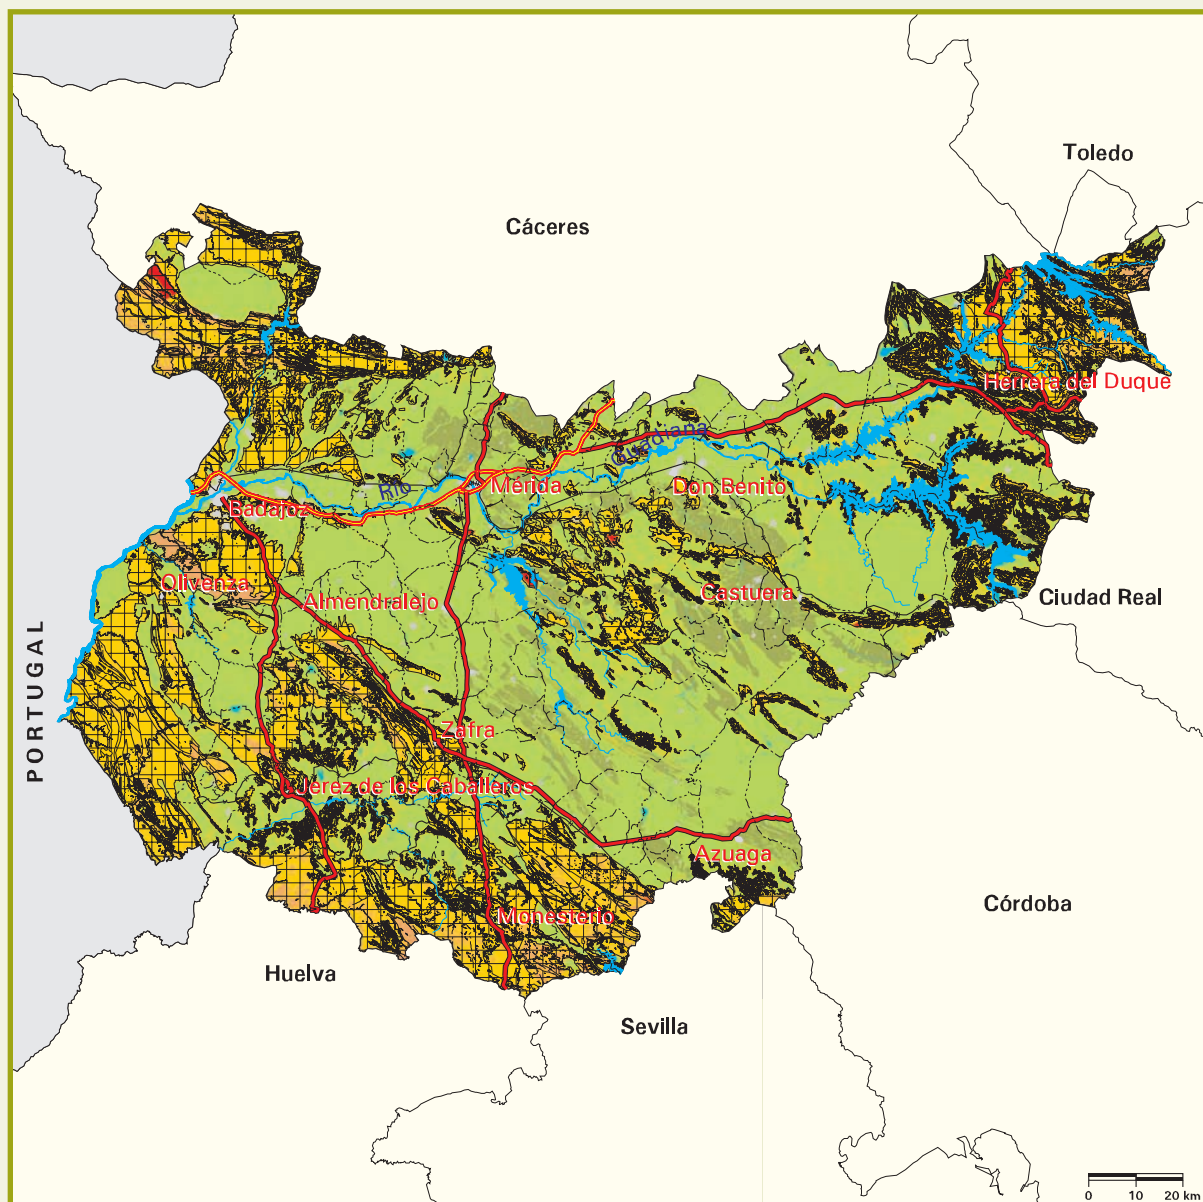 Toledo
Cáceres
Herrera del Duque
Guadiana
Río
Mérida
Don Benito
Badajoz
Olivenza
Almendralejo
Castuera
Ciudad Real
PORTUGAL
Zafra
Jerez de los Caballeros
Azuaga
Córdoba
Monesterio
Huelva
Sevilla
0 10 20 km